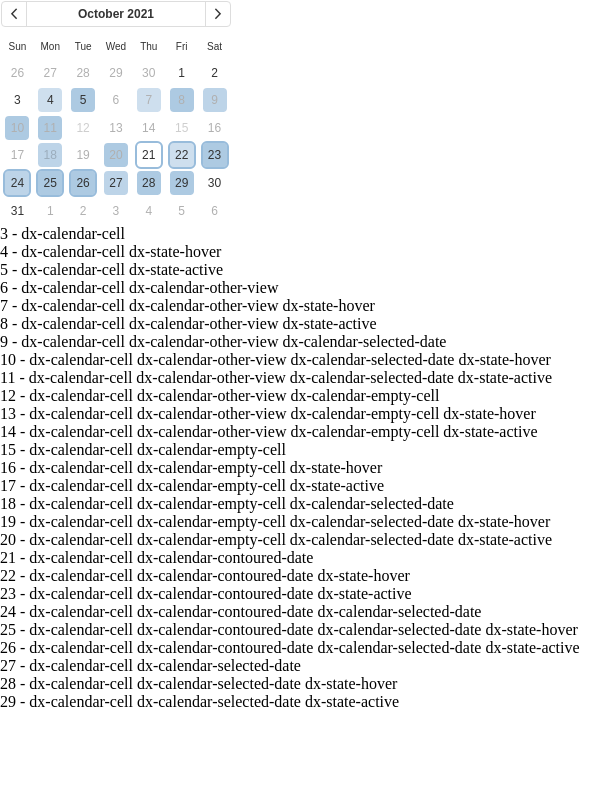 October 2021
Sun Mon Tue Wed Thu Fri Sat
26 27 28 29 30 1 2
3 4 5 6 7 8 9
10 11 12 13 14 15 16
17 18 19 20 21 22 23
24 25 26 27 28 29 30
31 1 2 3 4 5 6
3 - dx-calendar-cell
4 - dx-calendar-cell dx-state-hover
5 - dx-calendar-cell dx-state-active
6 - dx-calendar-cell dx-calendar-other-view
7 - dx-calendar-cell dx-calendar-other-view dx-state-hover
8 - dx-calendar-cell dx-calendar-other-view dx-state-active
9 - dx-calendar-cell dx-calendar-other-view dx-calendar-selected-date
10 - dx-calendar-cell dx-calendar-other-view dx-calendar-selected-date dx-state-hover
11 - dx-calendar-cell dx-calendar-other-view dx-calendar-selected-date dx-state-active
12 - dx-calendar-cell dx-calendar-other-view dx-calendar-empty-cell
13 - dx-calendar-cell dx-calendar-other-view dx-calendar-empty-cell dx-state-hover
14 - dx-calendar-cell dx-calendar-other-view dx-calendar-empty-cell dx-state-active
15 - dx-calendar-cell dx-calendar-empty-cell
16 - dx-calendar-cell dx-calendar-empty-cell dx-state-hover
17 - dx-calendar-cell dx-calendar-empty-cell dx-state-active
18 - dx-calendar-cell dx-calendar-empty-cell dx-calendar-selected-date
19 - dx-calendar-cell dx-calendar-empty-cell dx-calendar-selected-date dx-state-hover
20 - dx-calendar-cell dx-calendar-empty-cell dx-calendar-selected-date dx-state-active
21 - dx-calendar-cell dx-calendar-contoured-date
22 - dx-calendar-cell dx-calendar-contoured-date dx-state-hover
23 - dx-calendar-cell dx-calendar-contoured-date dx-state-active
24 - dx-calendar-cell dx-calendar-contoured-date dx-calendar-selected-date
25 - dx-calendar-cell dx-calendar-contoured-date dx-calendar-selected-date dx-state-hover
26 - dx-calendar-cell dx-calendar-contoured-date dx-calendar-selected-date dx-state-active
27 - dx-calendar-cell dx-calendar-selected-date
28 - dx-calendar-cell dx-calendar-selected-date dx-state-hover
29 - dx-calendar-cell dx-calendar-selected-date dx-state-active